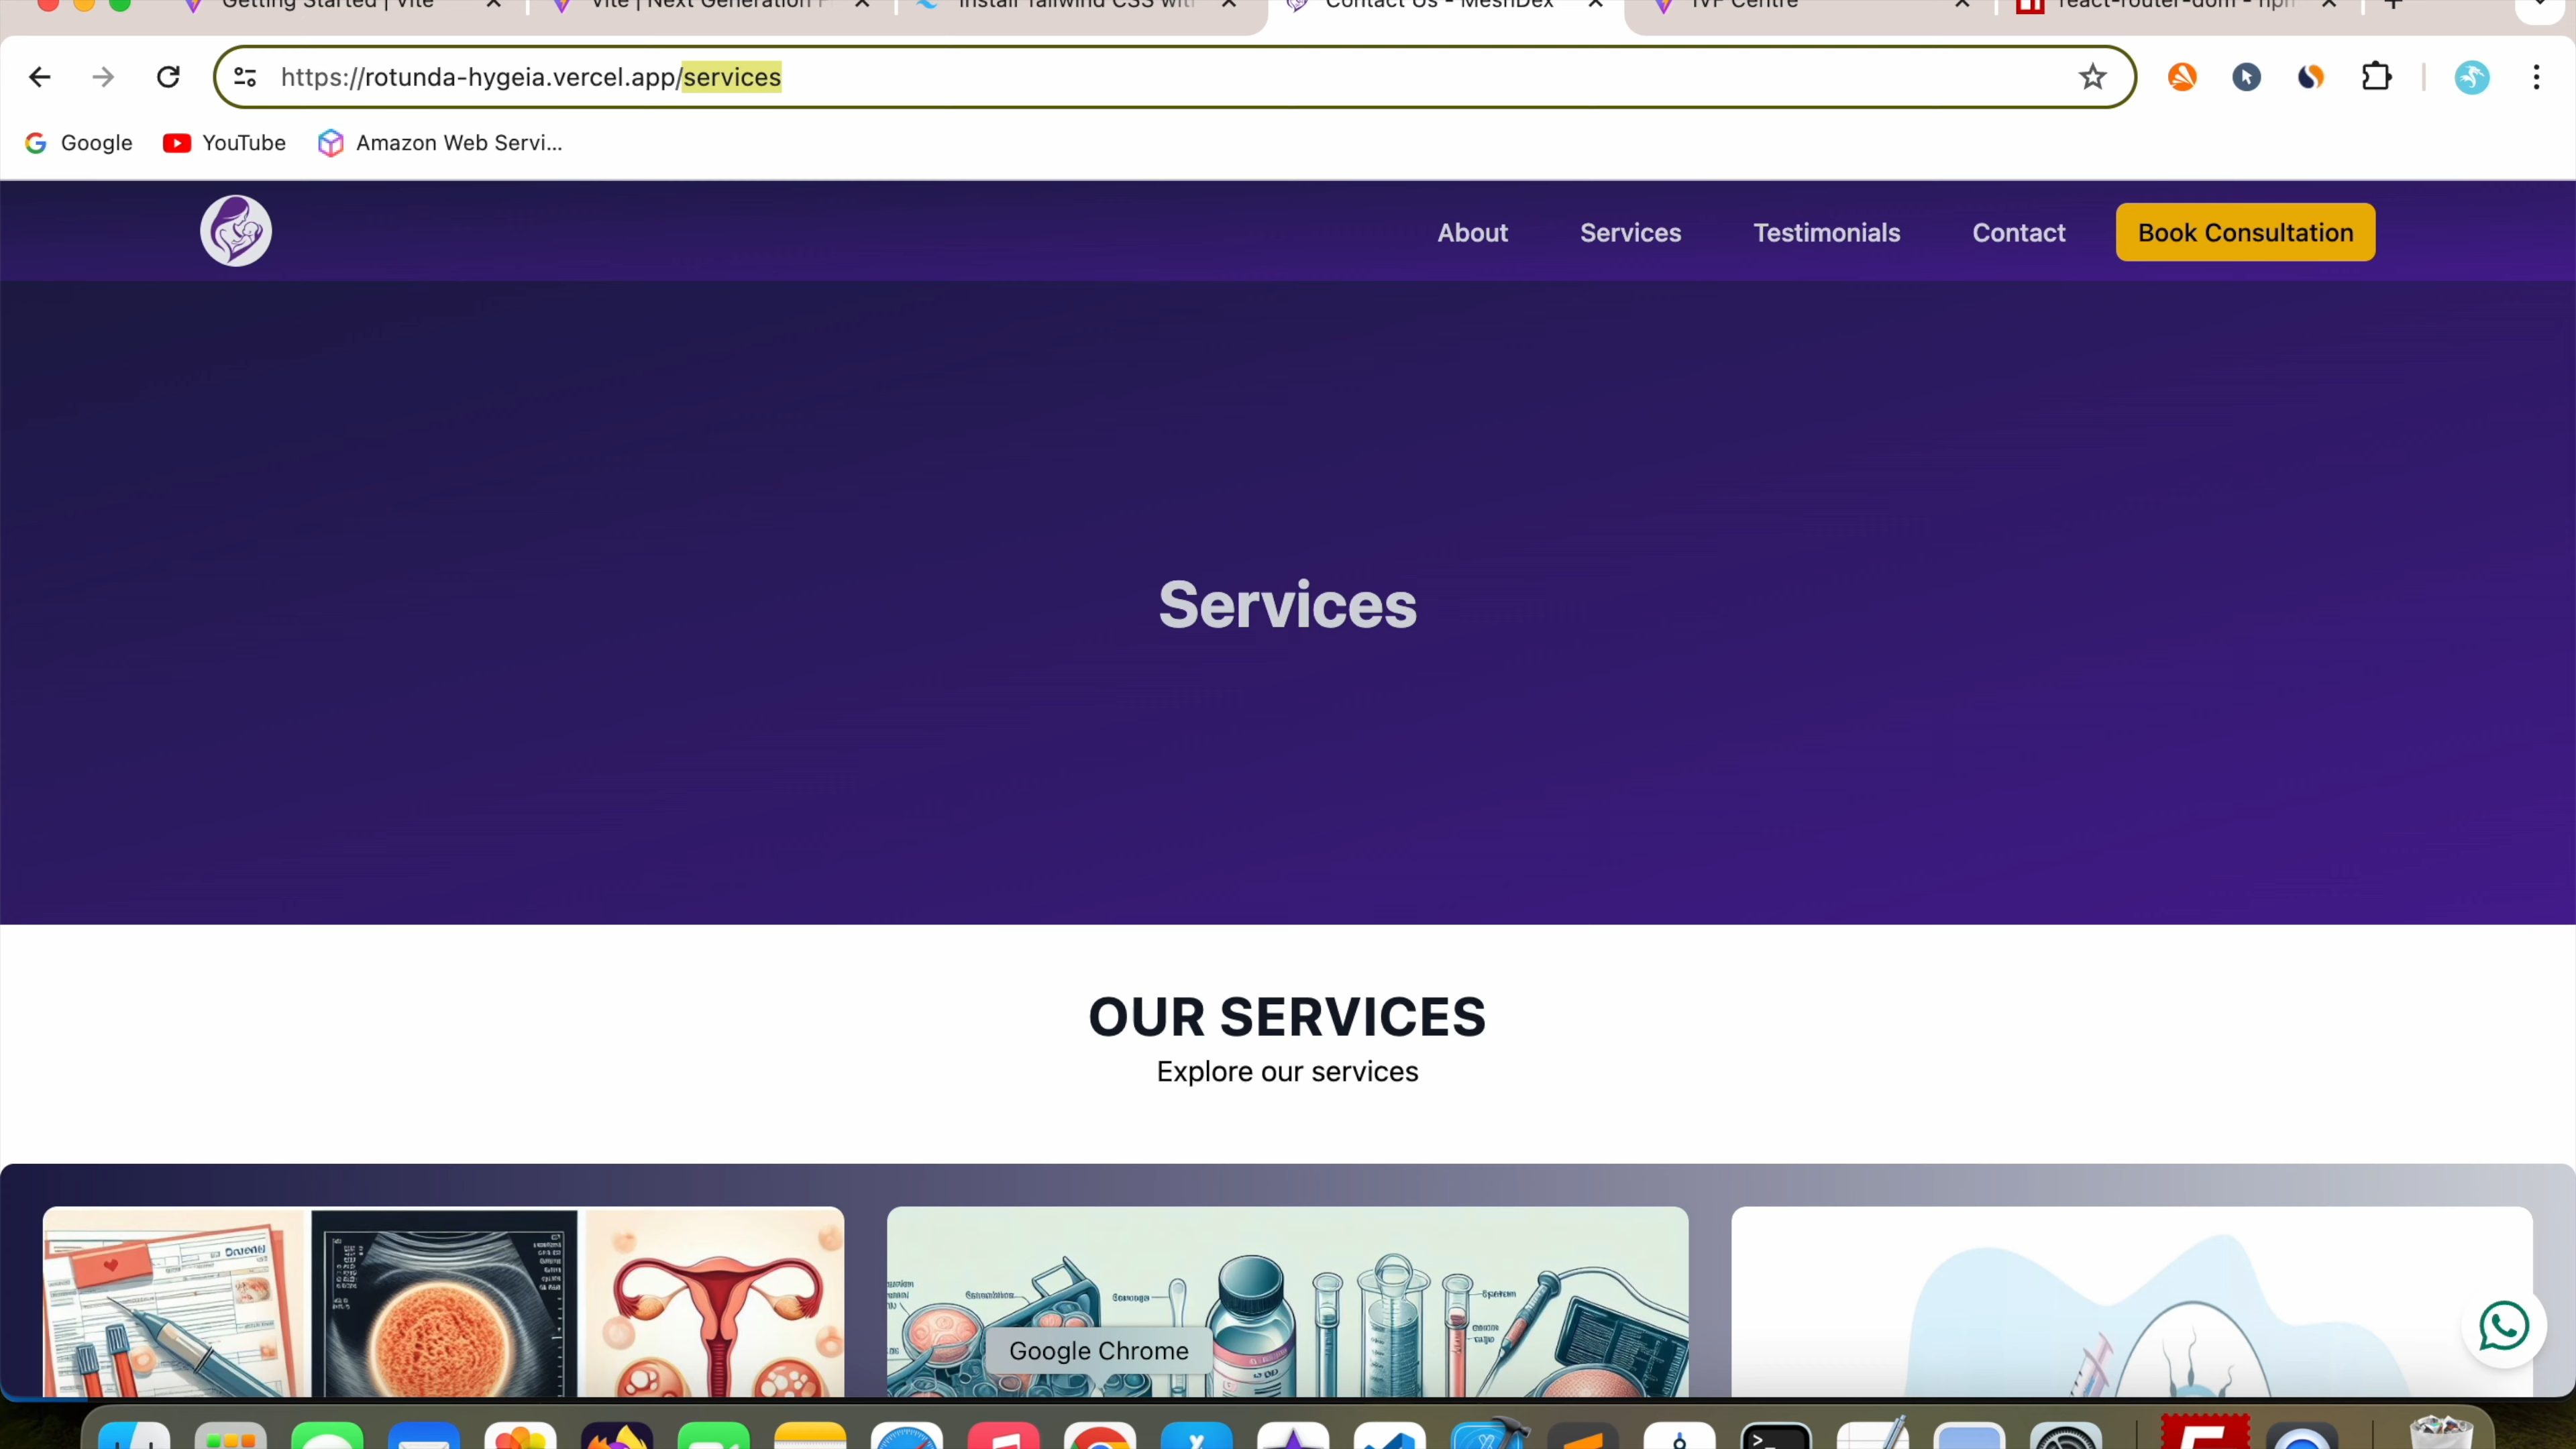 Getting Started | Vite
Vite | Next Generation
Install Tailwind CSS with
Contact Us - MeshDex
IVF Centre
react-router-dom - npm
https://rotunda-hygeia.vercel.app/services
Google
YouTube
Amazon Web Servi...
About
Services
Testimonials
Contact
Book Consultation
Services
OUR SERVICES
Explore our services
Google Chrome